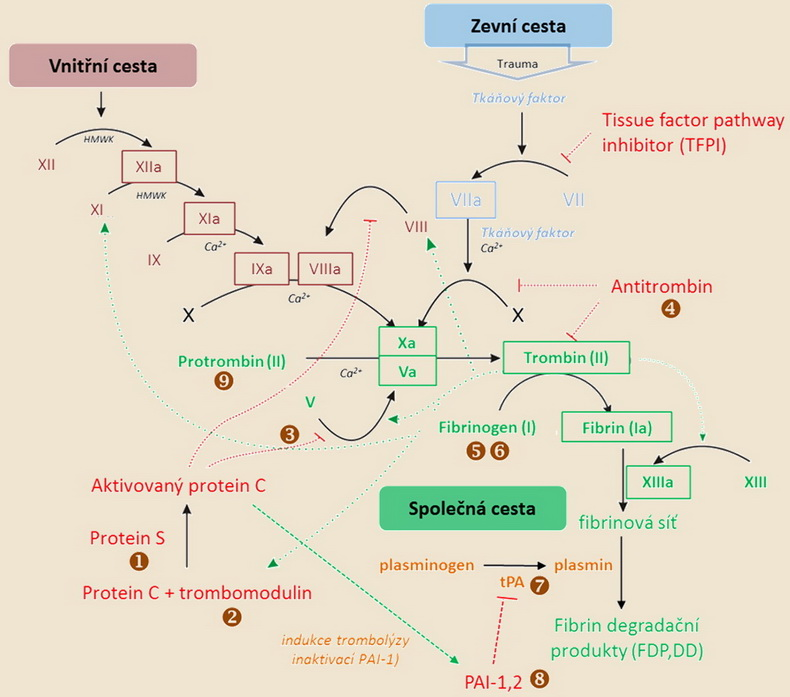 Zevní cesta
Trauma
Vnitřní cesta
Tkáňový faktor
HMWK
XII
XIIa
Tissue factor pathway
inhibitor (TFPI)
HMWK
XI
XIa
VIIa
VII
VIII
Tkáňový faktor
Ca²⁺
Ca²⁺
IX
IXa
VIIIa
Ca²⁺
X
X
Antitrombin
4
Xa
Protrombin (II)
Trombin (II)
Ca²⁺
Va
9
V
3
Fibrinogen (I)
Fibrin (Ia)
5 6
Aktivovaný protein C
XIIIa
XIII
Společná cesta
fibrinová síť
Protein S
1
plasminogen
plasmin
tPA
7
Protein C + trombomodulin
2
indukce trombolýzy
inaktivací PAI-1)
Fibrin degradační
produkty (FDP,DD)
PAI-1,2
8